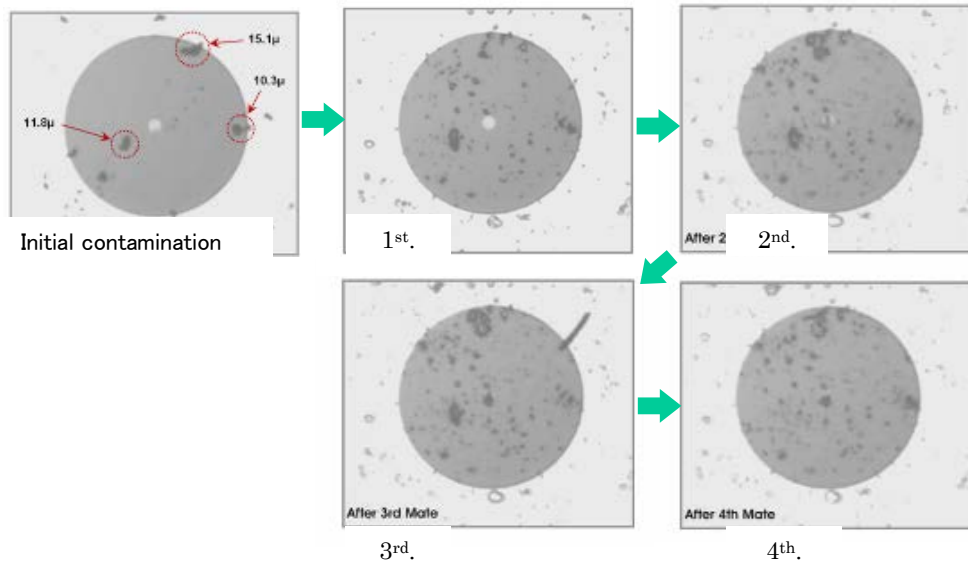 15.1μ
10.3μ
11.8μ
Initial contamination
1st.
After 2
2nd.
After 3rd Mate
After 4th Mate
3rd.
4th.